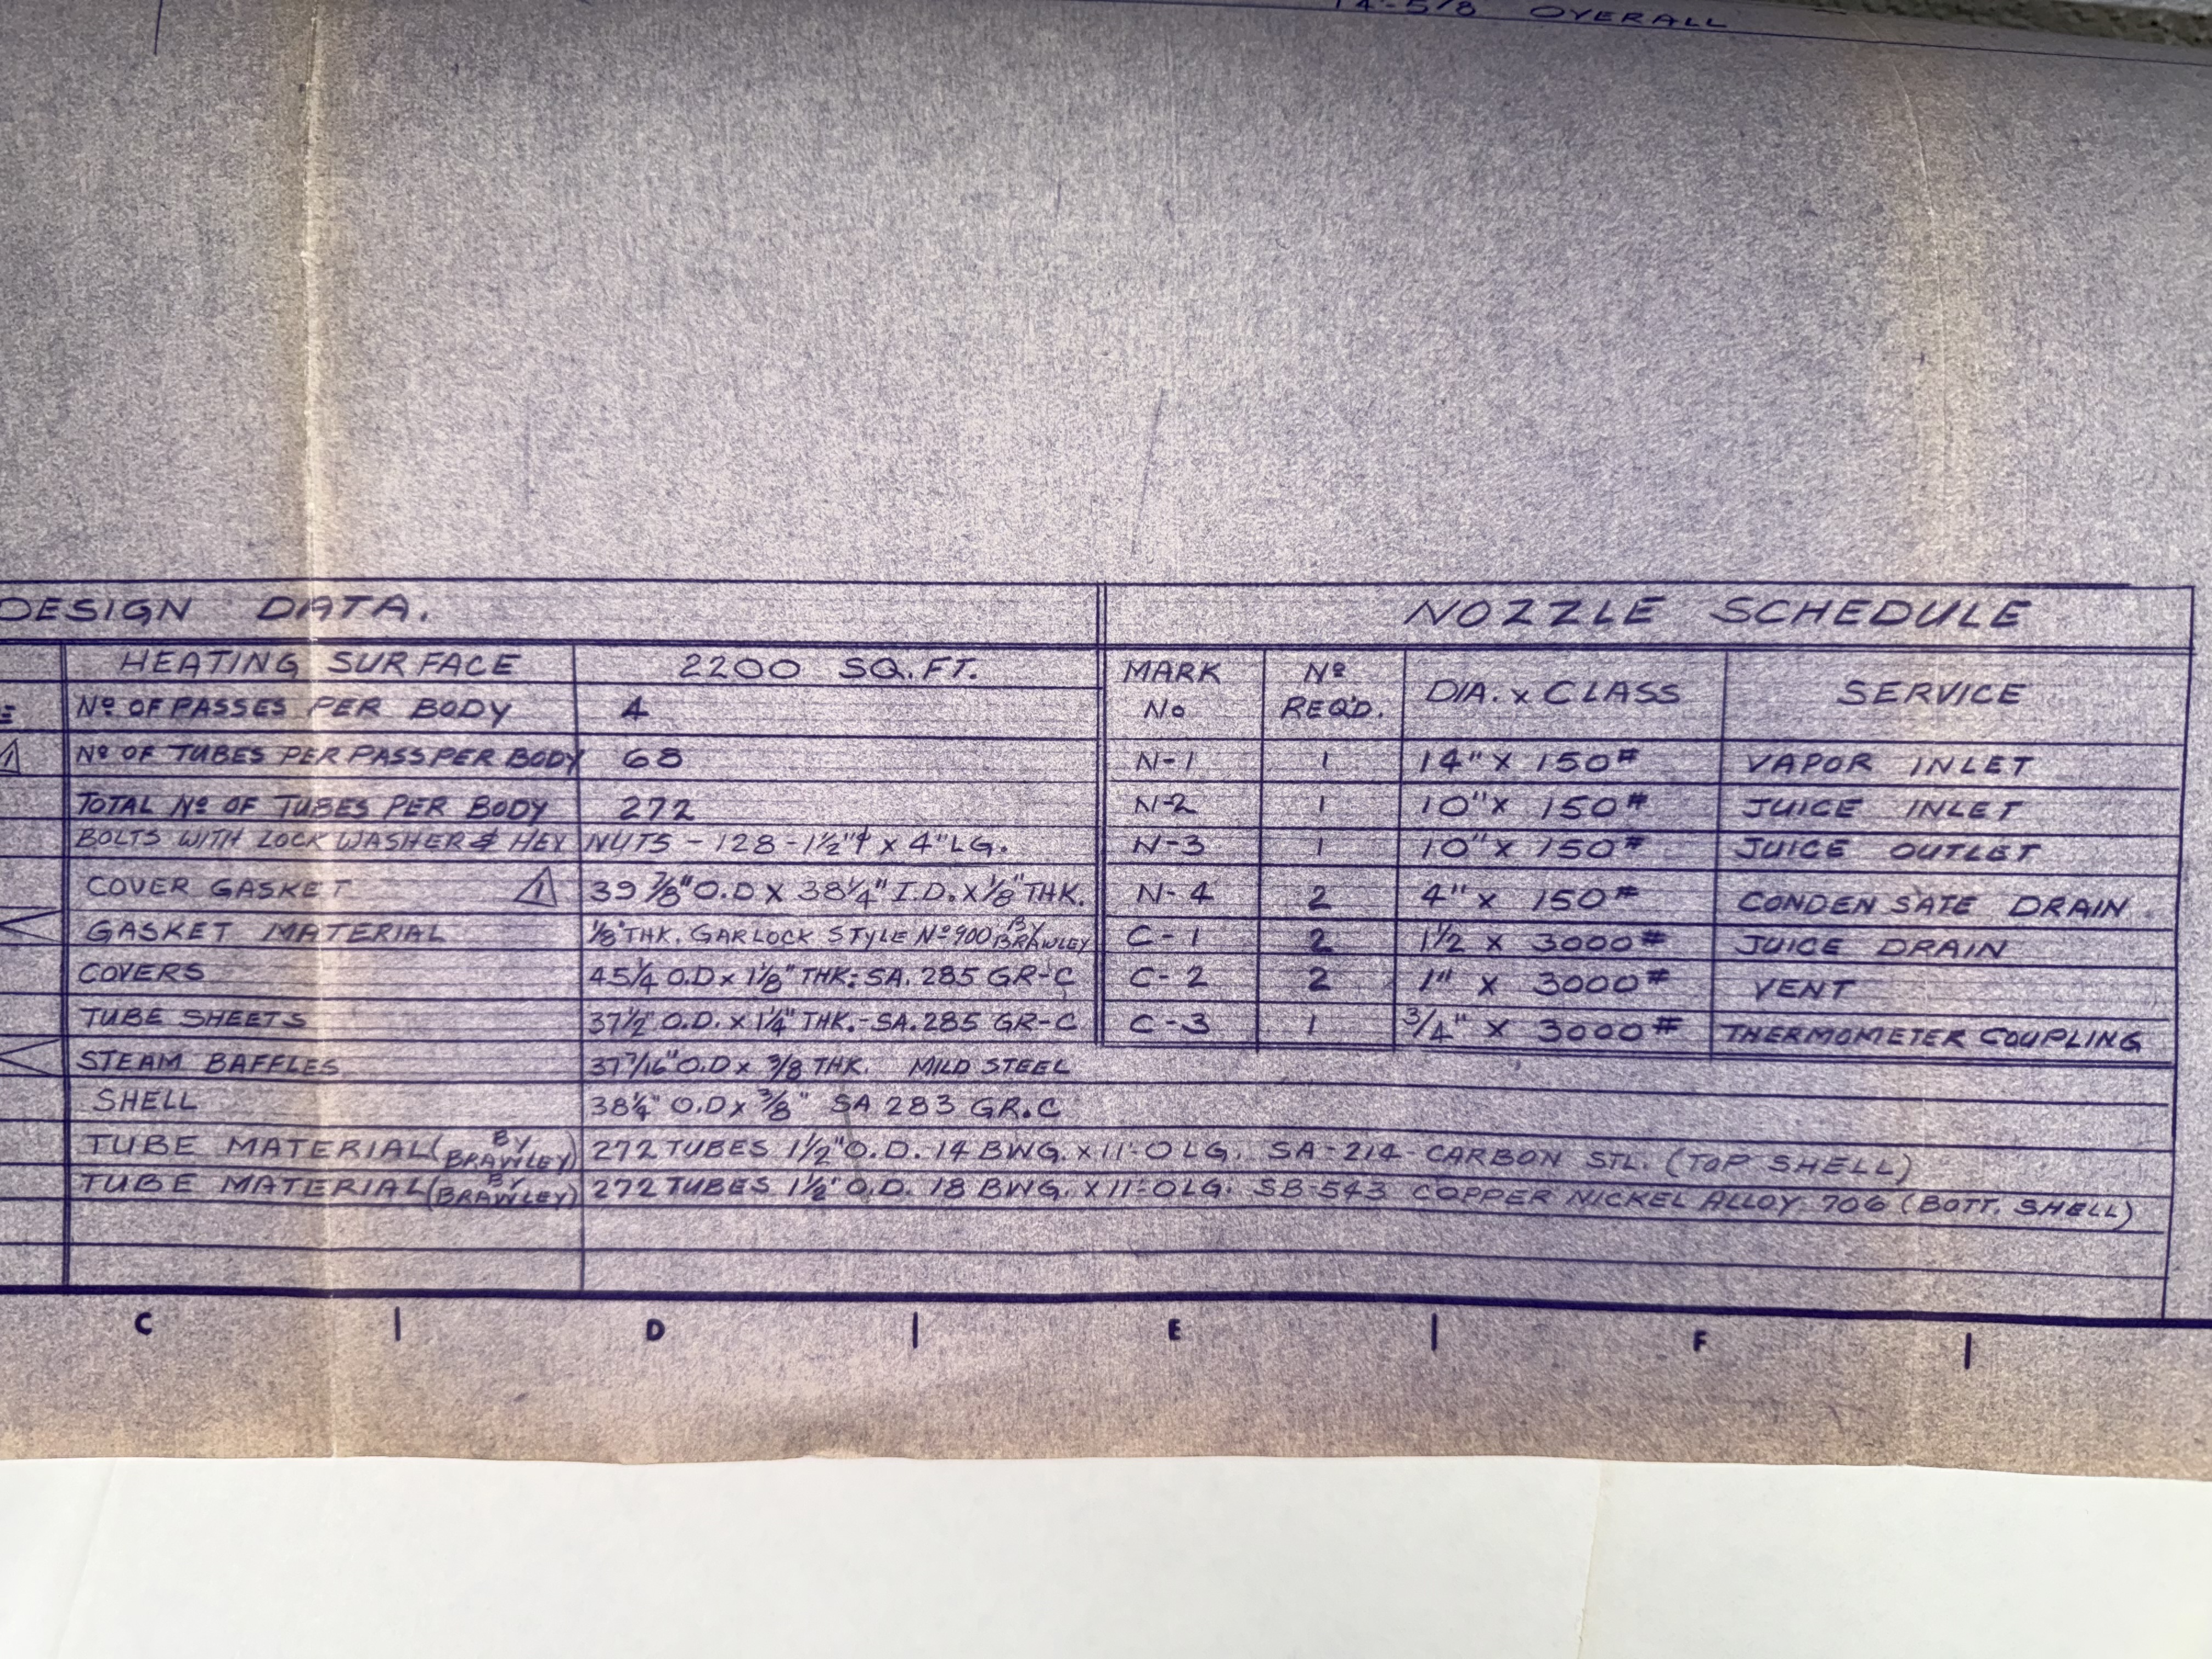 14'-5/8" OVERALL
DESIGN DATA.
HEATING SURFACE 2200 SQ.FT.
Nº OF PASSES PER BODY 4
Nº OF TUBES PER PASS PER BODY 68
TOTAL Nº OF TUBES PER BODY 272
BOLTS WITH LOCK WASHER & HEX NUTS - 128 - 1½"φ x 4" LG.
COVER GASKET 1 39 7/8" O.D X 38¼" I.D. X 1/8" THK.
GASKET MATERIAL 1/8" THK. GARLOCK STYLE Nº 900 BY BRAWLEY
COVERS 45¼ O.D x 1 1/8" THK: SA. 285 GR-C
TUBE SHEETS 37½" O.D. x 1¼" THK.-SA.285 GR-C
STEAM BAFFLES 37 7/16" O.D x 3/8 THK. MILD STEEL
SHELL 38¼" O.D x 3/8" SA 283 GR.C
TUBE MATERIAL (BY BRAWLEY) 272 TUBES 1½" O.D. 14 BWG. x 11'-0 LG. SA-214-CARBON STL. (TOP SHELL)
TUBE MATERIAL (BY BRAWLEY) 272 TUBES 1½" O.D. 18 BWG. X 11'-0 LG. SB-543 COPPER NICKEL ALLOY 706 (BOTT. SHELL)
NOZZLE SCHEDULE
MARK No Nº REQ'D. DIA. x CLASS SERVICE
N-1 1 14" x 150# VAPOR INLET
N-2 1 10" x 150# JUICE INLET
N-3 1 10" x 150# JUICE OUTLET
N-4 2 4" x 150# CONDENSATE DRAIN
C-1 2 1½ x 3000# JUICE DRAIN
C-2 2 1" x 3000# VENT
C-3 1 3/4" x 3000# THERMOMETER COUPLING
C D E F